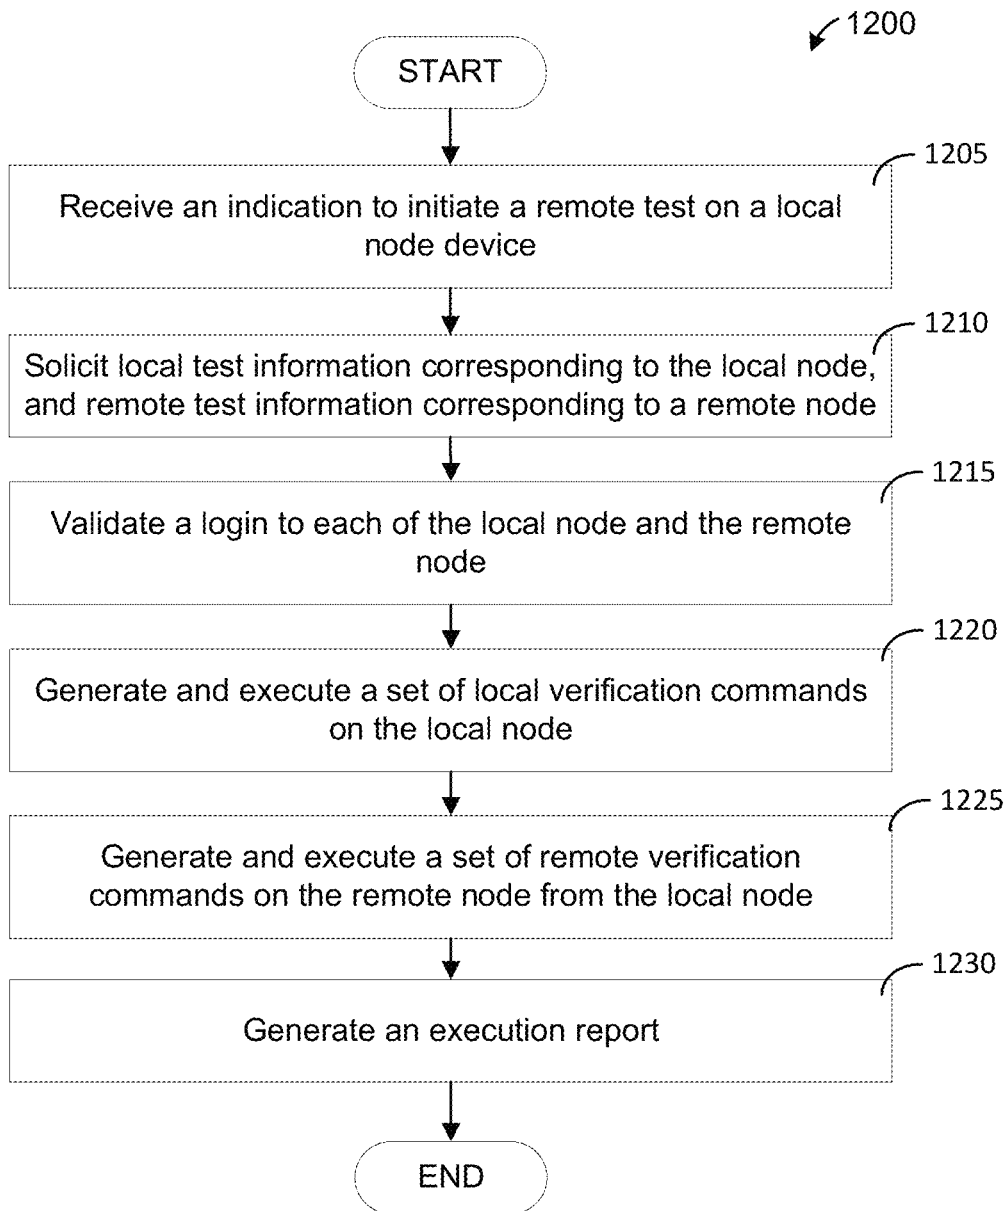 1200
START
1205
Receive an indication to initiate a remote test on a local
node device
1210
Solicit local test information corresponding to the local node,
and remote test information corresponding to a remote node
1215
Validate a login to each of the local node and the remote
node
1220
Generate and execute a set of local verification commands
on the local node
1225
Generate and execute a set of remote verification
commands on the remote node from the local node
1230
Generate an execution report
END